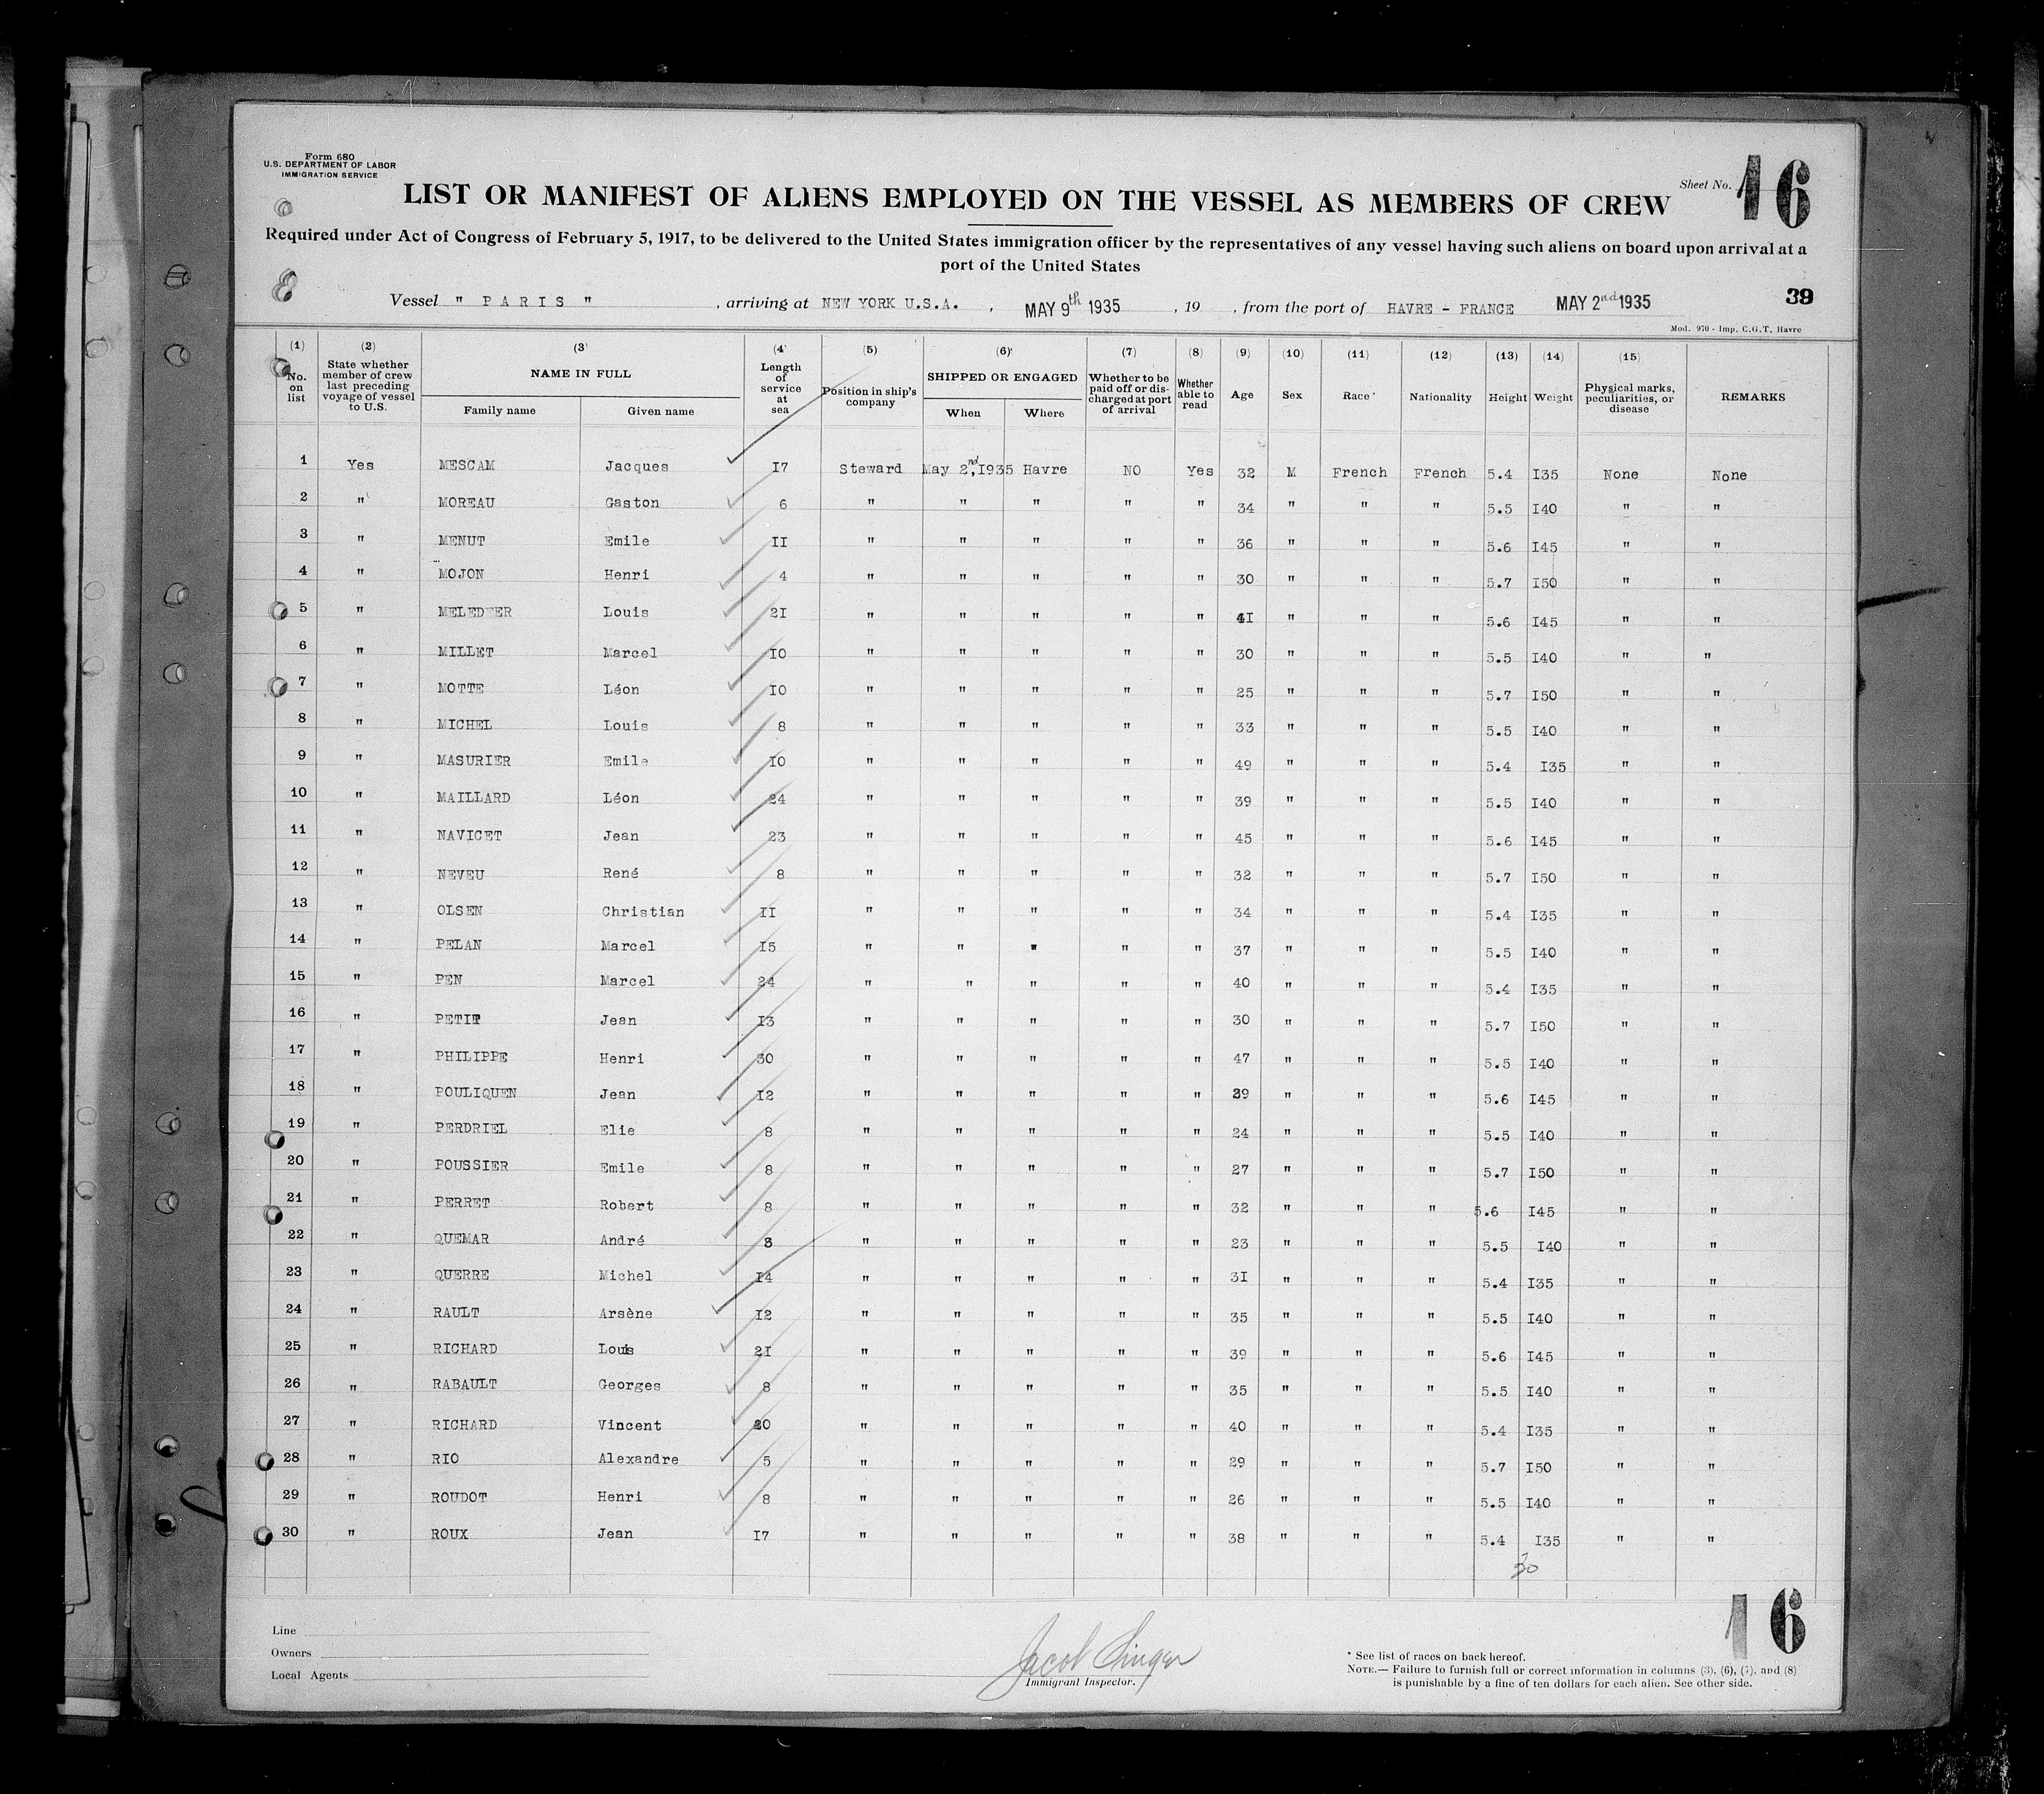 Form 680
U.S. DEPARTMENT OF LABOR
IMMIGRATION SERVICE
Sheet No. 16
LIST OR MANIFEST OF ALIENS EMPLOYED ON THE VESSEL AS MEMBERS OF CREW
Required under Act of Congress of February 5, 1917, to be delivered to the United States immigration officer by the representatives of any vessel having such aliens on board upon arrival at a
port of the United States
Vessel " PARIS ", arriving at NEW YORK U.S.A. , MAY 9th 1935 , 19 , from the port of HAVRE - FRANCE MAY 2nd 1935 39
Mod. 970 - Imp. C.G.T. Havre
(1) (2) (3) (4) (5) (6) (7) (8) (9) (10) (11) (12) (13) (14) (15)
No. on list State whether member of crew last preceding voyage of vessel to U.S. NAME IN FULL Family name Given name Length of service at sea Position in ship's company SHIPPED OR ENGAGED When Where Whether to be paid off or discharged at port of arrival Whether able to read Age Sex Race* Nationality Height Weight Physical marks, peculiarities, or disease REMARKS
1 Yes MESCAM Jacques I7 Steward May 2nd,I935 Havre NO Yes 32 M French French 5.4 I35 None None
2 " MOREAU Gaston 6 " " " " " 34 " " " 5.5 I40 " "
3 " MENUT Emile II " " " " " 36 " " " 5.6 I45 " "
4 " MOJON Henri 4 " " " " " 30 " " " 5.7 I50 " "
5 " Louis 2I " " " " " 4I " " " 5.6 I45 " "
6 " MILLET Marcel I0 " " " " " 30 " " " 5.5 I40 " "
7 " MOTTE Léon I0 " " " " " 25 " " " 5.7 I50 " "
8 " MICHEL Louis 8 " " " " " 33 " " " 5.5 I40 " "
9 " MASURIER Emile I0 " " " " " 49 " " " 5.4 I35 " "
10 " MAILLARD Léon 24 " " " " " 39 " " " 5.5 I40 " "
11 " NAVICET Jean 23 " " " " " 45 " " " 5.6 I45 " "
12 " NEVEU René 8 " " " " " 32 " " " 5.7 I50 " "
13 " OLSEN Christian II " " " " " 34 " " " 5.4 I35 " "
14 " PELAN Marcel I5 " " " " " 37 " " " 5.5 I40 " "
15 " PEN Marcel 24 " " " " " 40 " " " 5.4 I35 " "
16 " PETIT Jean I3 " " " " " 30 " " " 5.7 I50 " "
17 " PHILIPPE Henri 30 " " " " " 47 " " " 5.5 I40 " "
18 " POULIQUEN Jean I2 " " " " " " " " 5.6 I45 " "
19 " PERDRIEL Elie 8 " " " " " 24 " " " 5.5 I40 " "
20 " POUSSIER Emile 8 " " " " " 27 " " " 5.7 I50 " "
21 " PERRET Robert 8 " " " " " 32 " " " 5.6 I45 " "
22 " QUEMAR André 8 " " " " " 23 " " " 5.5 I40 " "
23 " QUERRE Michel I4 " " " " " 3I " " " 5.4 I35 " "
24 " RAULT Arsène I2 " " " " " 35 " " " 5.5 I40 " "
25 " RICHARD Louis 2I " " " " " 39 " " " 5.6 I45 " "
26 " RABAULT Georges 8 " " " " " 35 " " " 5.5 I40 " "
27 " RICHARD Vincent " " " " " 40 " " " 5.4 I35 " "
28 " RIO Alexandre 5 " " " " " 29 " " " 5.7 I50 " "
29 " ROUDOT Henri 8 " " " " " 26 " " " 5.5 I40 " "
30 " ROUX Jean I7 " " " " " 38 " " " 5.4 I35 " "
30
16
Line
Owners
Local Agents
Jacob Singer
Immigrant Inspector.
* See list of races on back hereof.
NOTE.— Failure to furnish full or correct information in columns (3), (6), (7), and (8)
is punishable by a fine of ten dollars for each alien. See other side.